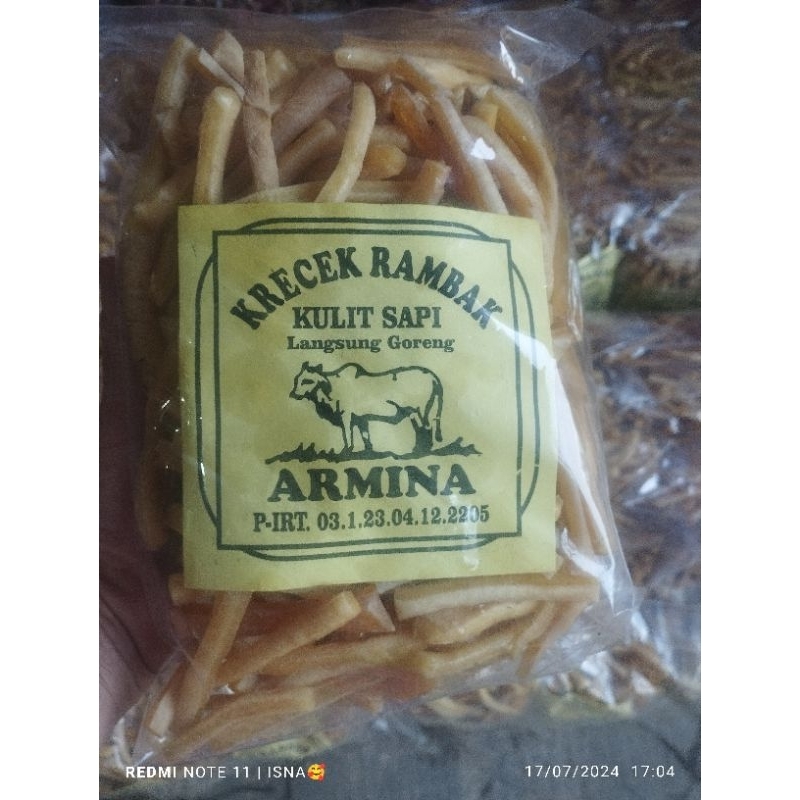 KRECEK RAMBAK
KULIT SAPI
Langsung Goreng
ARMINA
P-IRT. 03.1.23.04.12.2205
REDMI NOTE 11 | ISNA🥰
17/07/2024 17:04